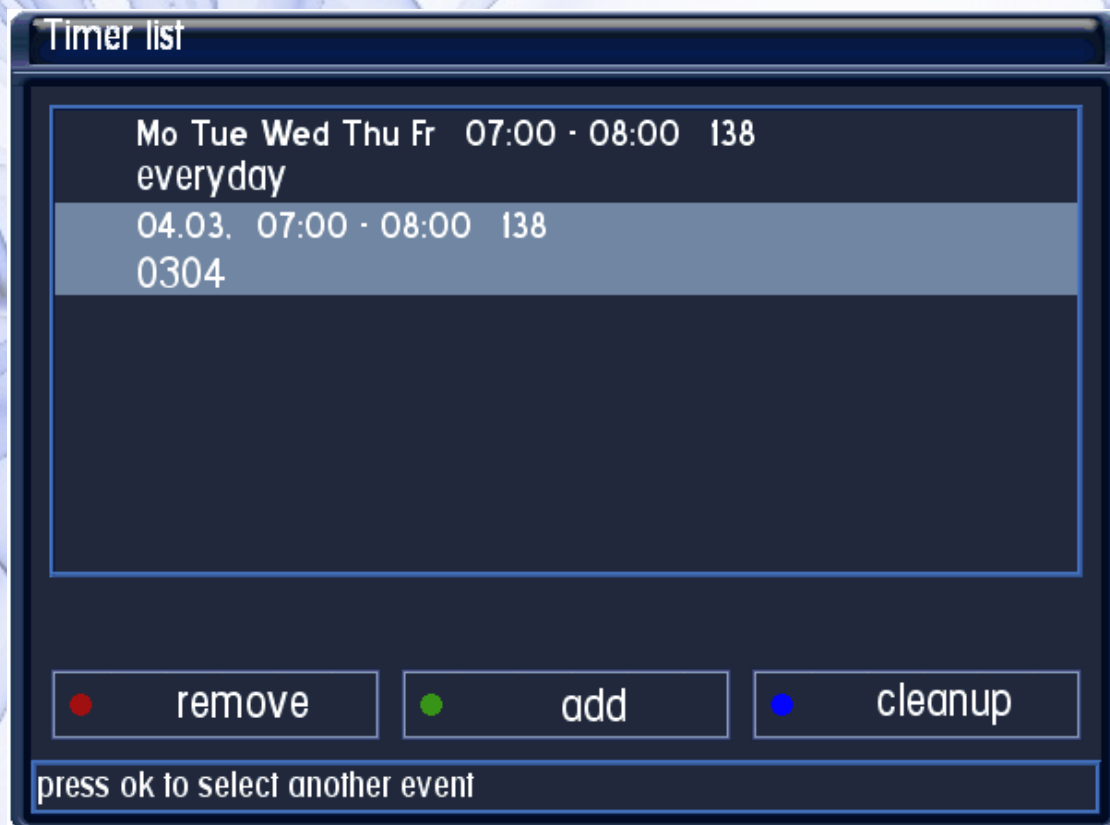 Timer list
Mo Tue Wed Thu Fr 07:00 - 08:00 138
everyday
04.03. 07:00 - 08:00 138
0304
remove add cleanup
press ok to select another event